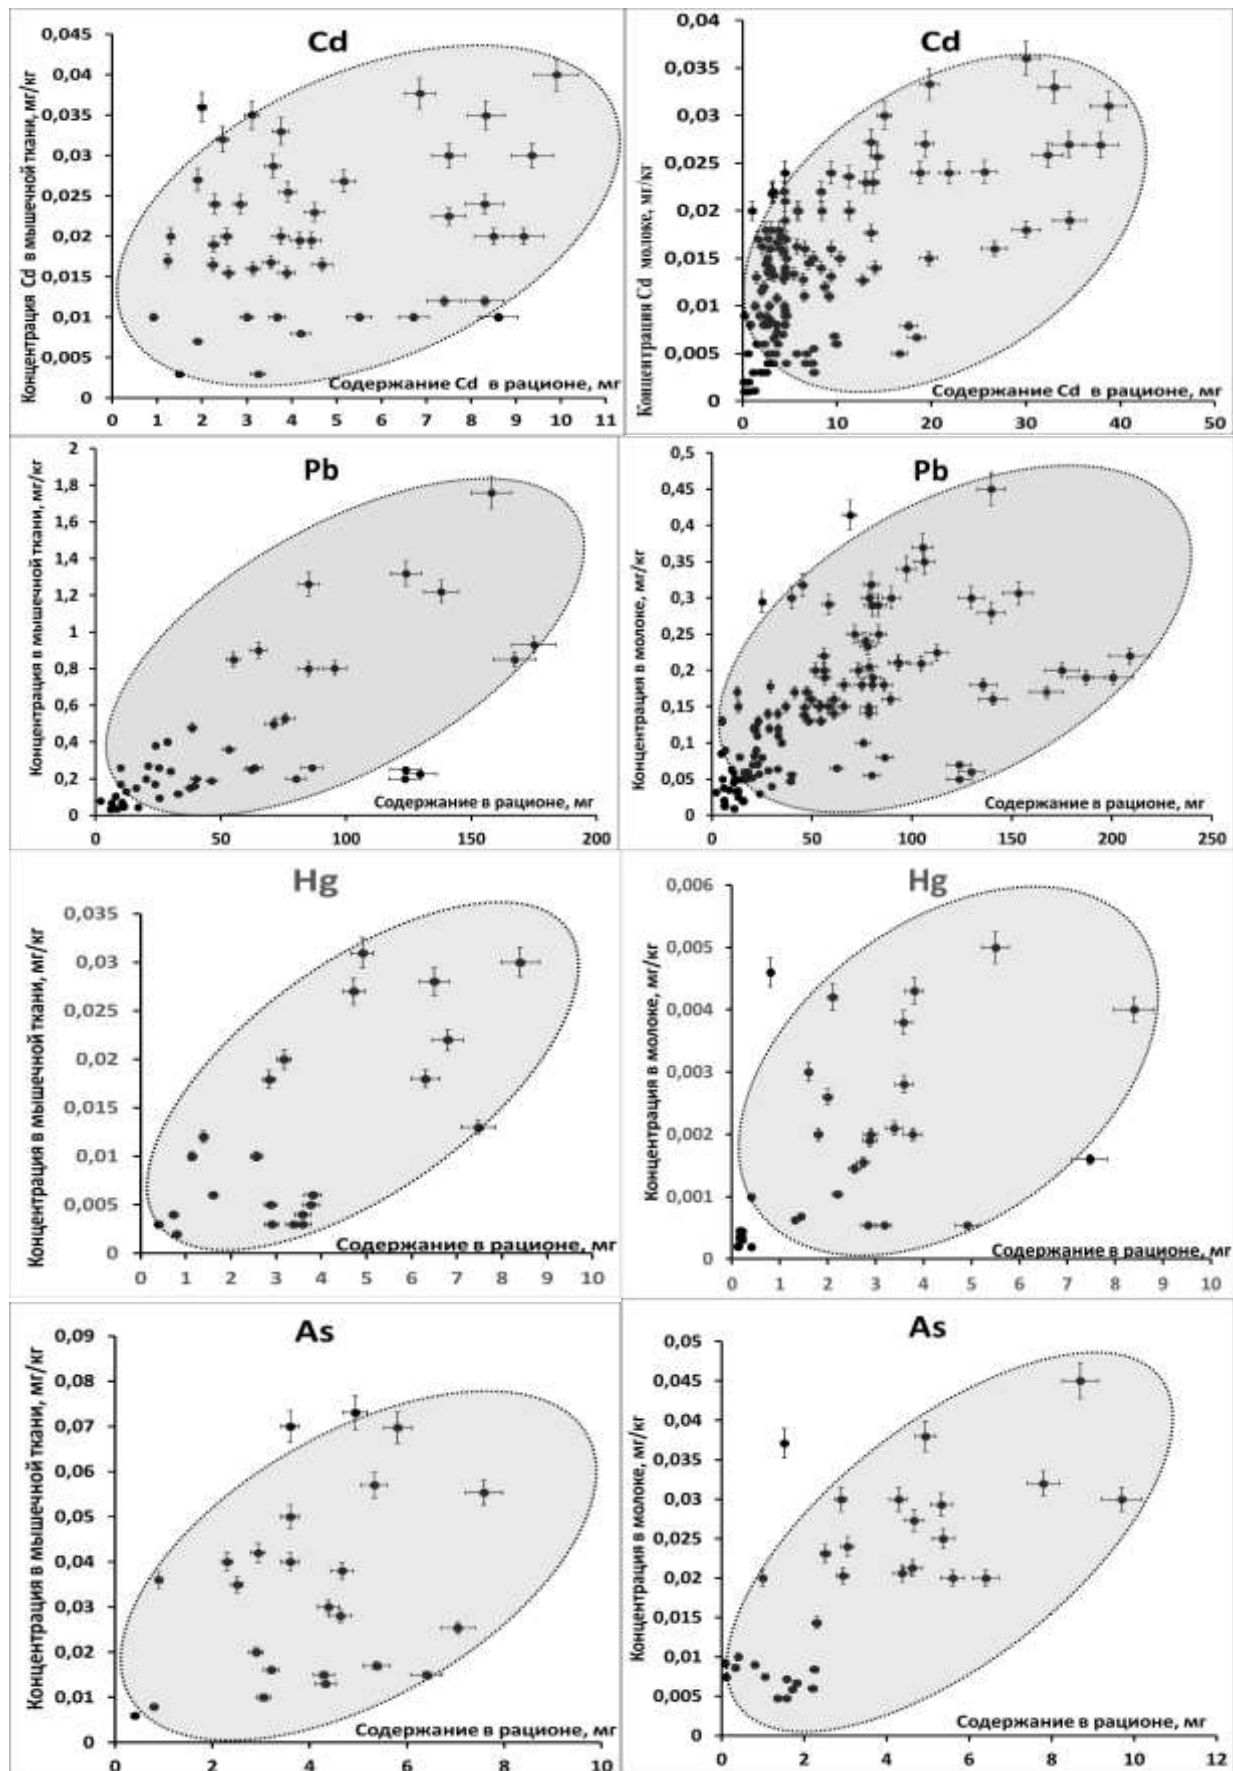 Cd
Концентрация Cd в мышечной ткани, мг/кг
0,045
0,04
0,035
0,03
0,025
0,02
0,015
0,01
0,005
0
Содержание Cd в рационе, мг
0 1 2 3 4 5 6 7 8 9 10 11
Cd
Концентрация Cd молоке, мг/кг
0,04
0,035
0,03
0,025
0,02
0,015
0,01
0,005
0
Содержание Cd в рационе, мг
0 10 20 30 40 50
Pb
Концентрация в мышечной ткани, мг/кг
2
1,8
1,6
1,4
1,2
1
0,8
0,6
0,4
0,2
0
Содержание в рационе, мг
50 100 150 200
Pb
Концентрация в молоке, мг/кг
0,5
0,45
0,4
0,35
0,3
0,25
0,2
0,15
0,1
0,05
0
Содержание в рационе, мг
0 50 100 150 200 250
Hg
Концентрация в мышечной ткани, мг/кг
0,035
0,03
0,025
0,02
0,015
0,01
0,005
0
Содержание в рационе, мг
0 1 2 3 4 5 6 7 8 9 10
Hg
Концентрация в молоке, мг/кг
0,006
0,005
0,004
0,003
0,002
0,001
0
Содержание в рационе, мг
0 1 2 3 4 5 6 7 8 9 10
As
Концентрация в мышечной ткани, мг/кг
0,09
0,08
0,07
0,06
0,05
0,04
0,03
0,02
0,01
0
Содержание в рационе, мг
0 2 4 6 8 10
As
Концентрация в молоке, мг/кг
0,05
0,045
0,04
0,035
0,03
0,025
0,02
0,015
0,01
0,005
0
Содержание в рационе, мг
0 2 4 6 8 10 12